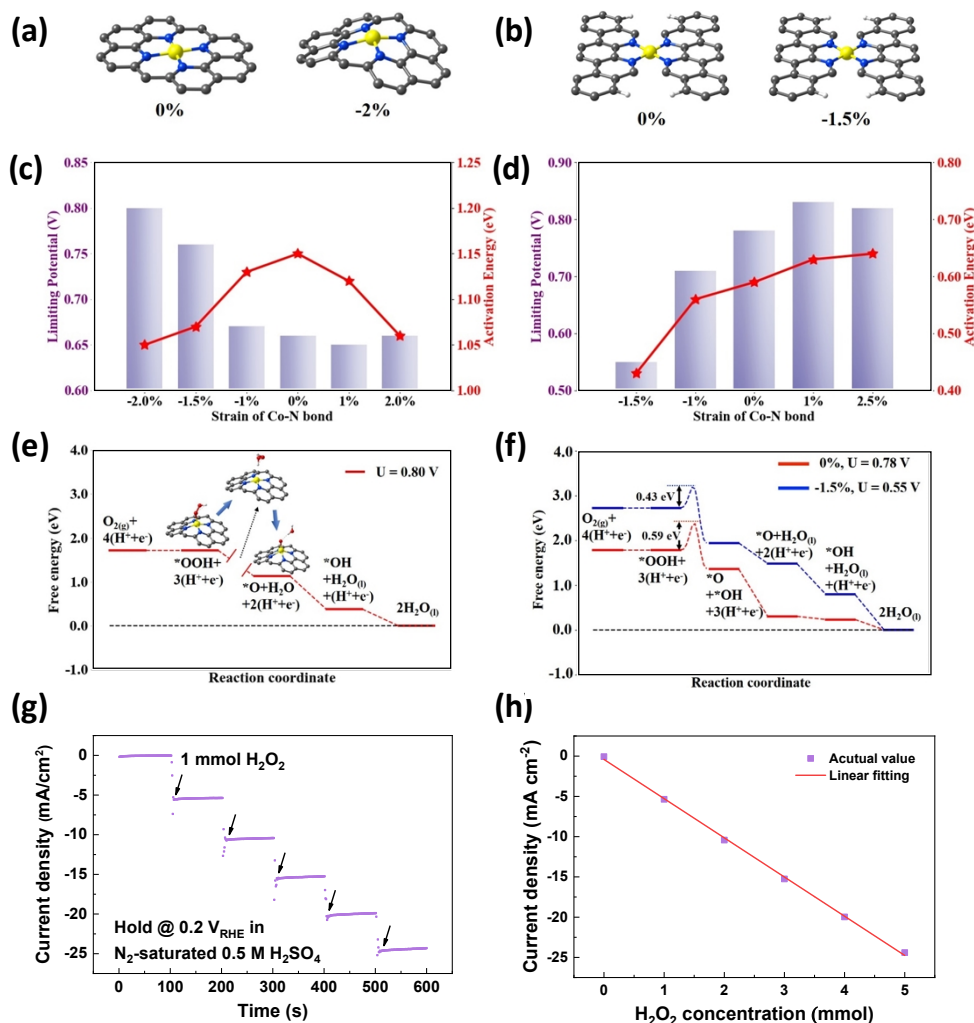 (a)
0%
-2%
(b)
0%
-1.5%
(c)
Limiting Potential (V)
0.85
0.80
0.75
0.70
0.65
0.60
-2.0%
-1.5%
-1%
0%
1%
2.0%
Strain of Co-N bond
1.25
1.20
1.15
1.10
1.05
1.00
Activation Energy (eV)
(d)
Limiting Potential (V)
0.90
0.80
0.70
0.60
0.50
-1.5%
-1%
0%
1%
2.5%
Strain of Co-N bond
0.80
0.70
0.60
0.50
0.40
Activation Energy (eV)
(e)
Free energy (eV)
4.0
3.0
2.0
1.0
0.0
-1.0
U = 0.80 V
O2(g)+
4(H++e-)
*OOH+
3(H++e-)
*O+H2O
+2(H++e-)
*OH
+H2O(l)
+(H++e-)
2H2O(l)
Reaction coordinate
(f)
Free energy (eV)
4.0
3.0
2.0
1.0
0.0
-1.0
0%, U = 0.78 V
-1.5%, U = 0.55 V
0.43 eV
0.59 eV
O2(g)+
4(H++e-)
*OOH+
3(H++e-)
*O
+*OH
+3(H++e-)
*O+H2O(l)
+2(H++e-)
*OH
+H2O(l)
+(H++e-)
2H2O(l)
Reaction coordinate
(g)
Current density (mA/cm2)
0
-5
-10
-15
-20
-25
1 mmol H2O2
Hold @ 0.2 VRHE in
N2-saturated 0.5 M H2SO4
0
100
200
300
400
500
600
Time (s)
(h)
Current density (mA cm-2)
0
-5
-10
-15
-20
-25
Acutual value
Linear fitting
0
1
2
3
4
5
H2O2 concentration (mmol)